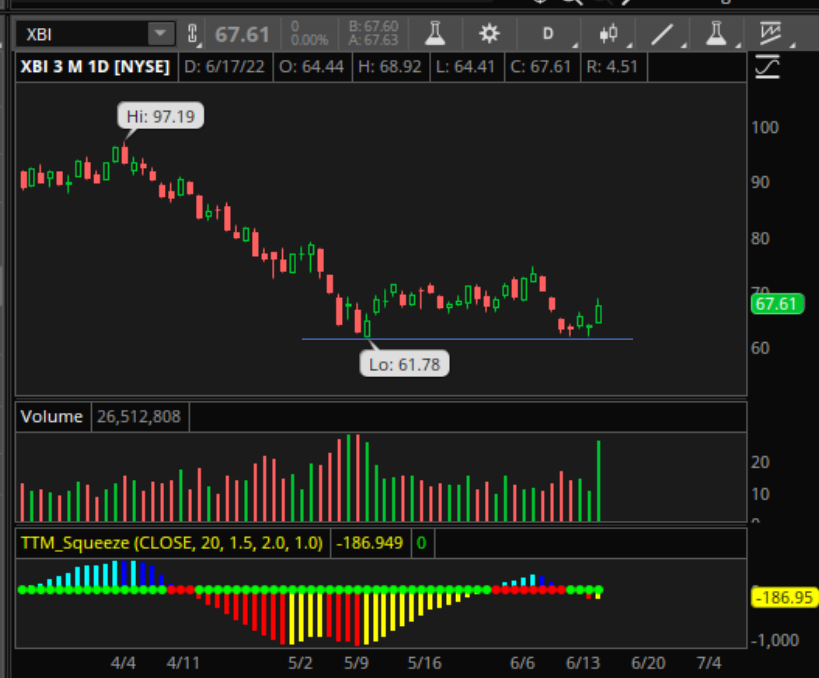 XBI 67.61 0 B: 67.60 D
0.00% A: 67.63
XBI 3 M 1D [NYSE] D: 6/17/22 O: 64.44 H: 68.92 L: 64.41 C: 67.61 R: 4.51
Hi: 97.19
100
90
80
70
67.61
60
Lo: 61.78
Volume 26,512,808
20
10
0
TTM_Squeeze (CLOSE, 20, 1.5, 2.0, 1.0) -186.949 0
-186.95
-1,000
4/4 4/11 5/2 5/9 5/16 6/6 6/13 6/20 7/4